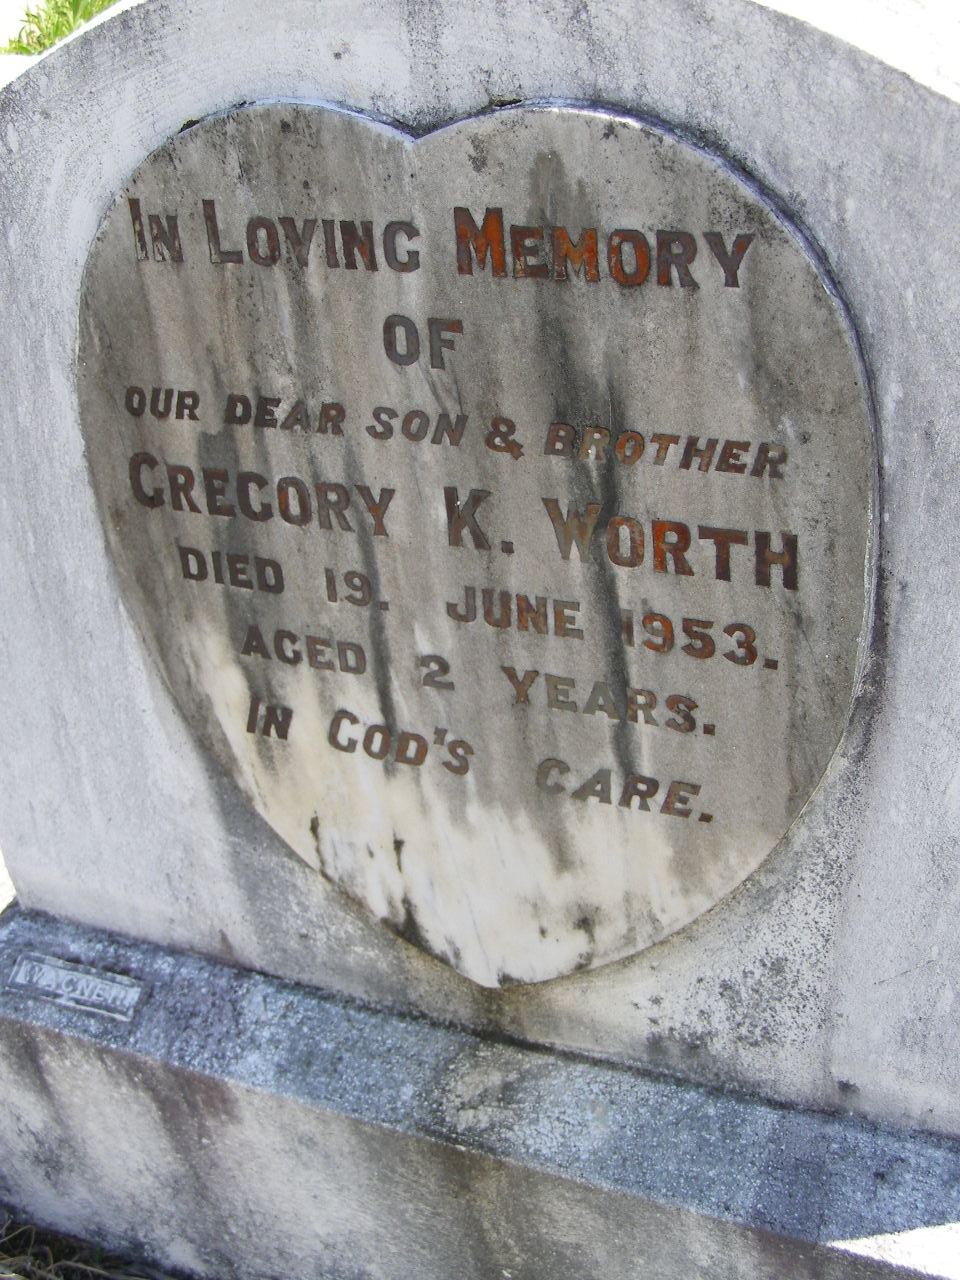 IN LOVING MEMORY
OF
OUR DEAR SON & BROTHER
GREGORY K. WORTH
DIED 19. JUNE 1953.
AGED 2 YEARS.
IN GOD'S CARE.
WAGNER